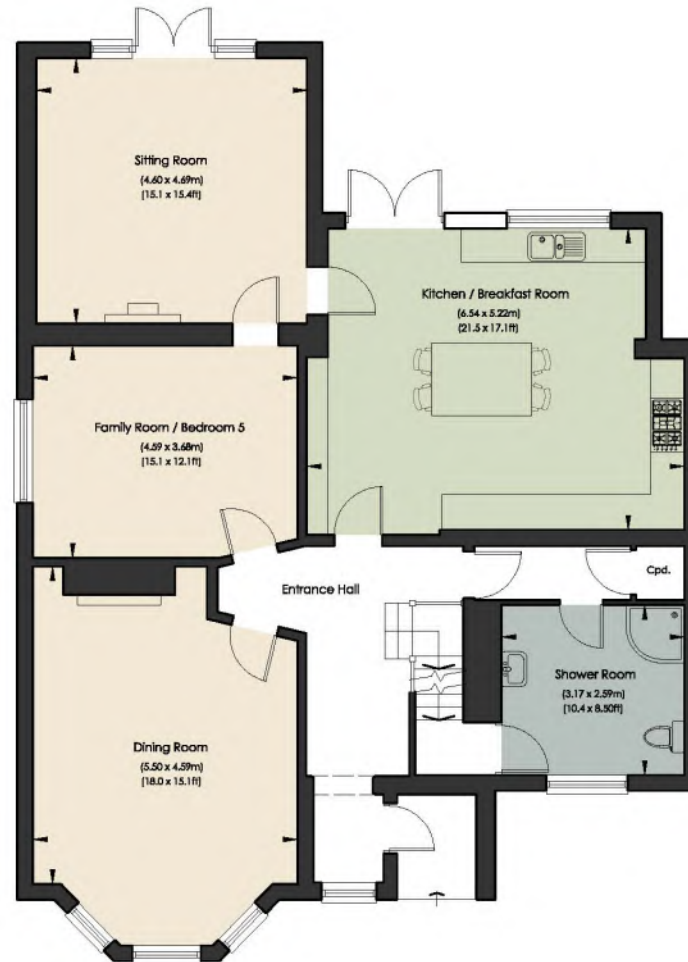 Sitting Room
(4.60 x 4.69m)
[15.1 x 15.4ft]
Kitchen / Breakfast Room
(6.54 x 5.22m)
[21.5 x 17.1ft]
Family Room / Bedroom 5
(4.59 x 3.68m)
[15.1 x 12.1ft]
Entrance Hall
Cpd.
Shower Room
(3.17 x 2.59m)
[10.4 x 8.50ft]
Dining Room
(5.50 x 4.59m)
[18.0 x 15.1ft]